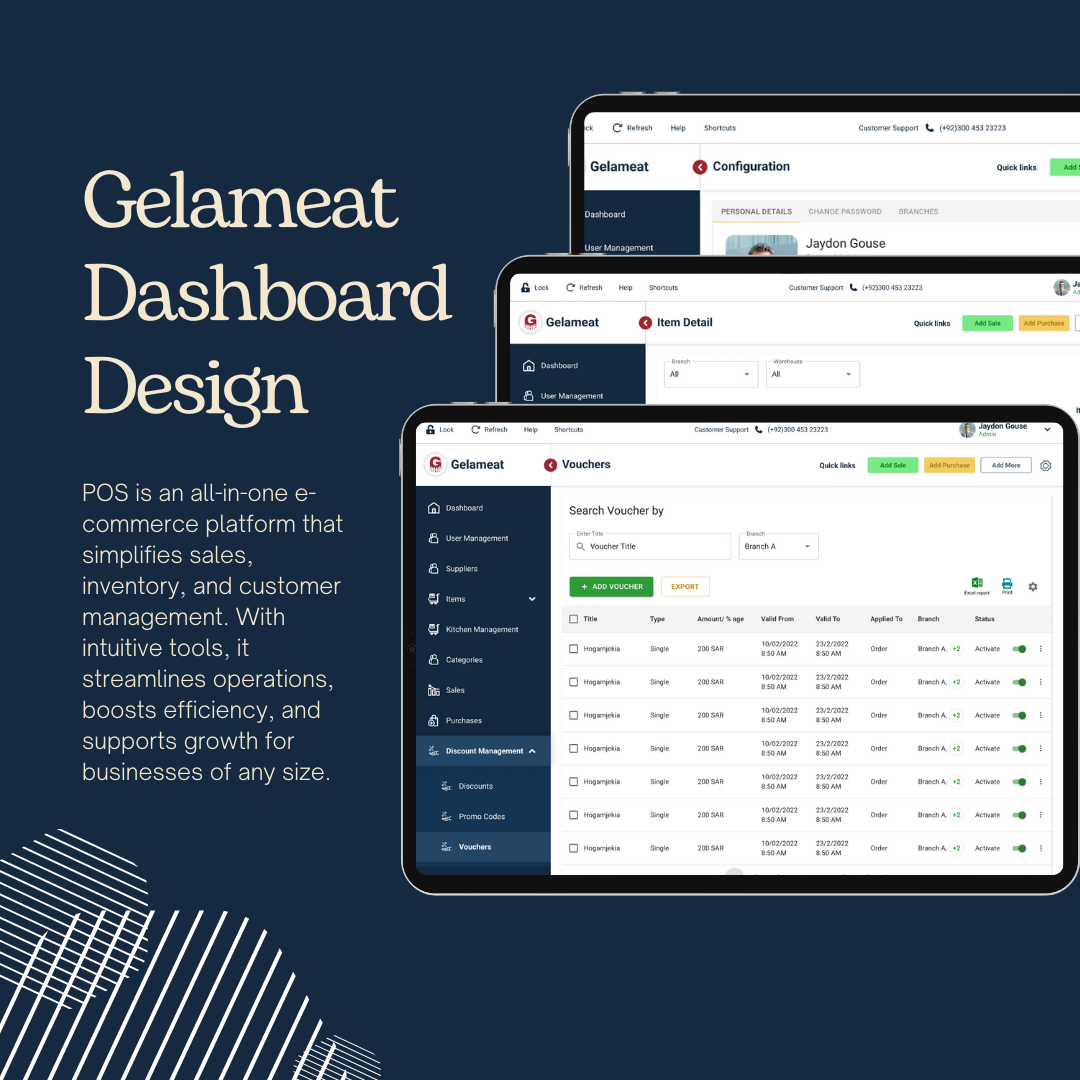 Gelameat
Dashboard
Design
POS is an all-in-one e-
commerce platform that
simplifies sales,
inventory, and customer
management. With
intuitive tools, it
streamlines operations,
boosts efficiency, and
supports growth for
businesses of any size.
Refresh Help Shortcuts Customer Support (+92)300 453 23223
Gelameat Configuration Quick links Add
Dashboard PERSONAL DETAILS CHANGE PASSWORD BRANCHES
Jaydon Gouse
User Management
Lock Refresh Help Shortcuts Customer Support (+92)300 453 23223
G Gelameat Item Detail Quick links Add Sale Add Purchase
Branch Warehouse
Dashboard All All
User Management
Lock Refresh Help Shortcuts Customer Support (+92)300 453 23223 Jaydon Gouse
Admin
G Gelameat Vouchers Quick links Add Sale Add Purchase Add More
Dashboard
User Management
Suppliers
Items
Kitchen Management
Categories
Sales
Purchases
Discount Management
Discounts
Promo Codes
Vouchers
Search Voucher by
Enter Title Branch
Voucher Title Branch A
+ ADD VOUCHER EXPORT Excel report Print
Title Type Amount/ % age Valid From Valid To Applied To Branch Status
Hogamjekia Single 200 SAR 10/02/2022 23/2/2022 Order Branch A, +2 Activate
8:50 AM 8:50 AM
Hogamjekia Single 200 SAR 10/02/2022 23/2/2022 Order Branch A, +2 Activate
8:50 AM 8:50 AM
Hogamjekia Single 200 SAR 10/02/2022 23/2/2022 Order Branch A, +2 Activate
8:50 AM 8:50 AM
Hogamjekia Single 200 SAR 10/02/2022 23/2/2022 Order Branch A, +2 Activate
8:50 AM 8:50 AM
Hogamjekia Single 200 SAR 10/02/2022 23/2/2022 Order Branch A, +2 Activate
8:50 AM 8:50 AM
Hogamjekia Single 200 SAR 10/02/2022 23/2/2022 Order Branch A, +2 Activate
8:50 AM 8:50 AM
Hogamjekia Single 200 SAR 10/02/2022 23/2/2022 Order Branch A, +2 Activate
8:50 AM 8:50 AM